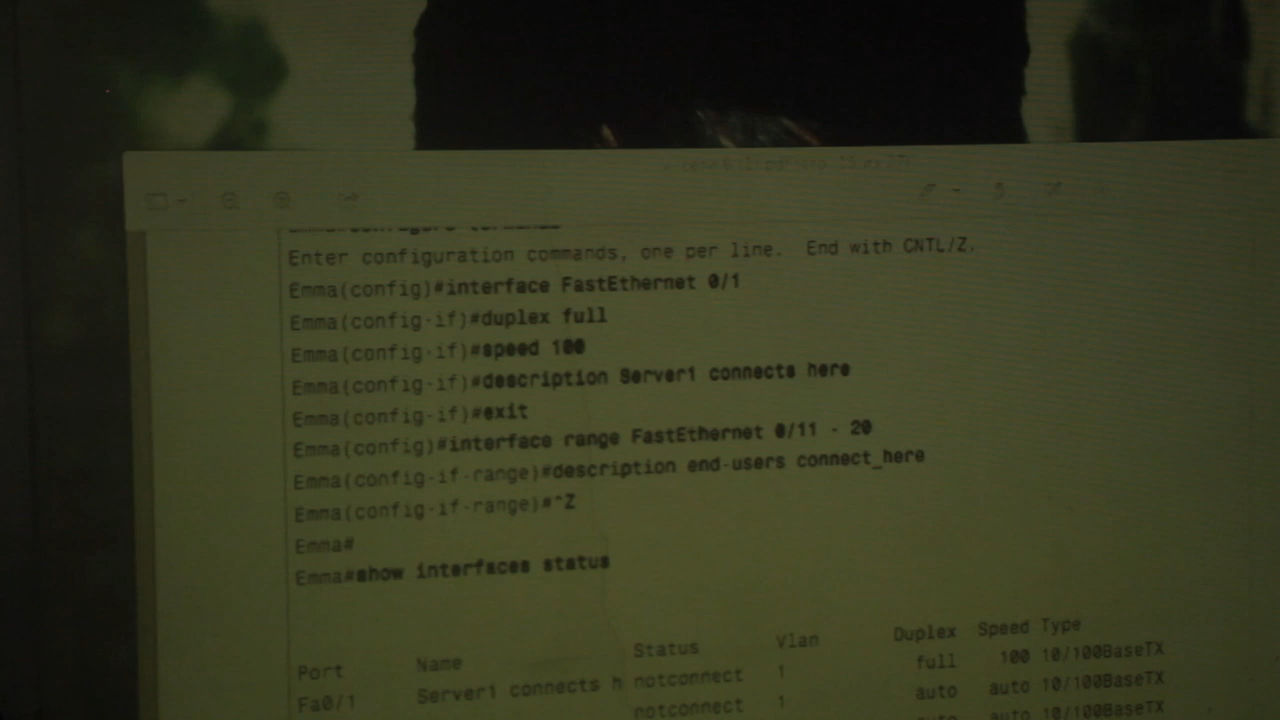 Enter configuration commands, one per line. End with CNTL/Z.
Emma(config)#interface FastEthernet 0/1
Emma(config-if)#duplex full
Emma(config-if)#speed 100
Emma(config-if)#description Server1 connects here
Emma(config-if)#exit
Emma(config)#interface range FastEthernet 0/11 - 20
Emma(config-if-range)#description end-users connect_here
Emma(config-if-range)#^Z
Emma#
Emma#show interfaces status
Port Name Status Vlan Duplex Speed Type
Fa0/1 Server1 connects h notconnect 1 full 100 10/100BaseTX
notconnect 1 auto auto 10/100BaseTX
auto 10/100BaseTX